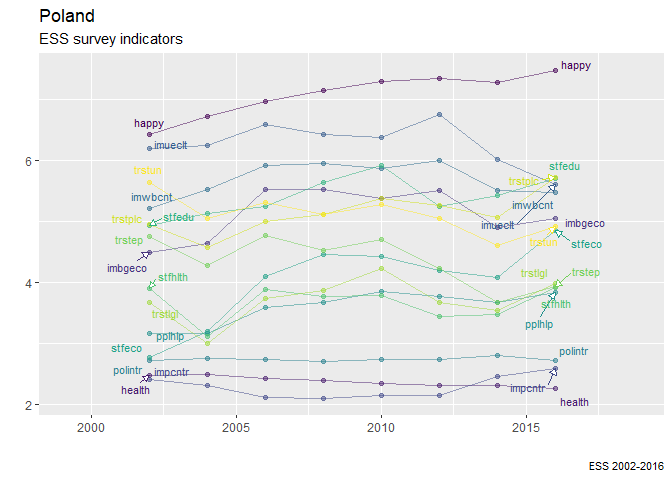 Poland
ESS survey indicators
happy
happy
imueclt
stfedu
trstun
trstplc
imwbcnt
imwbcnt
trstplc
stfedu
imueclt
imbgeco
trstep
trstun
stfeco
imbgeco
stfhlth
trstlgl
trstep
trstlgl
stfhlth
pplhlp
pplhlp
stfeco
polintr
polintr
impcntr
health
impcntr
health
6
4
2
2000
2005
2010
2015
ESS 2002-2016